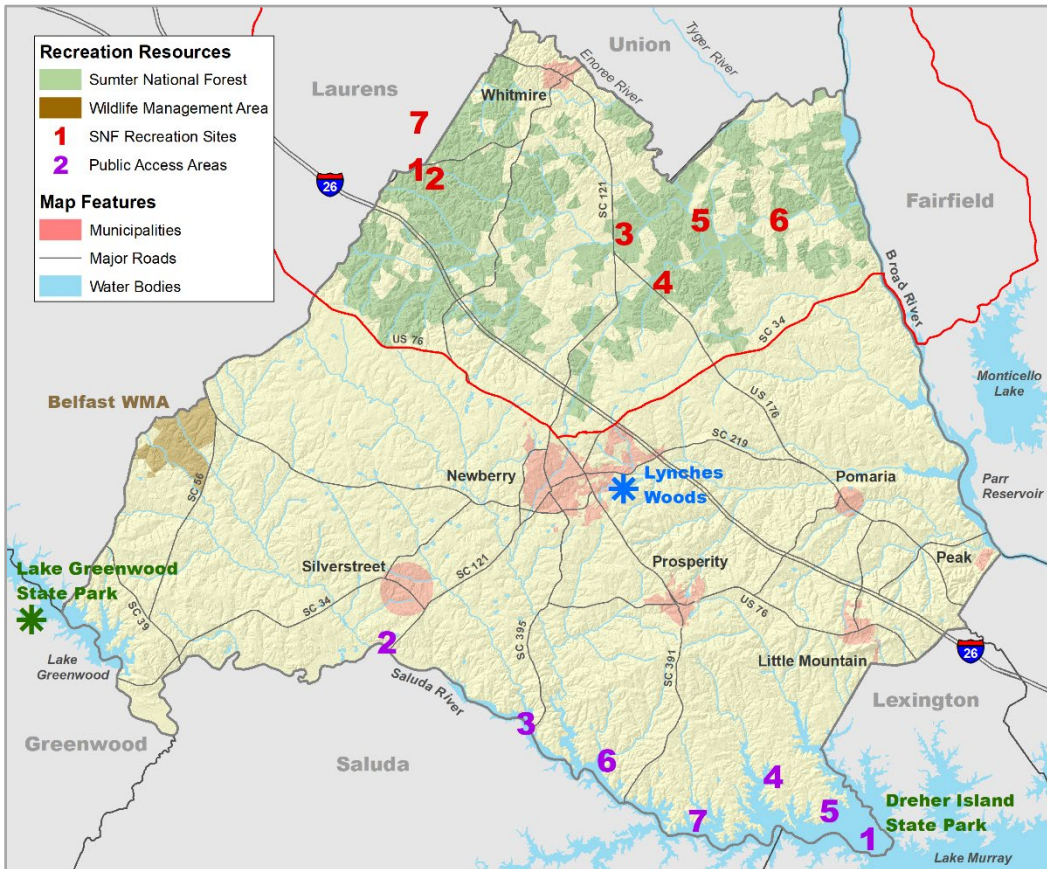 Recreation Resources
Sumter National Forest
Wildlife Management Area
1 SNF Recreation Sites
2 Public Access Areas
Map Features
Municipalities
Major Roads
Water Bodies
Union
Tyger River
Enoree River
Laurens
Whitmire
7
1
2
26
SC 121
3
5
6
4
Fairfield
Broad River
SC 34
US 76
Monticello
Lake
Belfast WMA
US 176
SC 219
SC 56
Newberry
Lynches
Woods
Pomaria
Parr
Reservoir
Peak
Silverstreet
SC 121
Prosperity
Lake Greenwood
State Park
SC 34
SC 39
US 76
SC 395
2
Little Mountain
26
Lake
Greenwood
Saluda River
SC 391
Lexington
Greenwood
3
Saluda
6
4
7
5
1
Dreher Island
State Park
Lake Murray